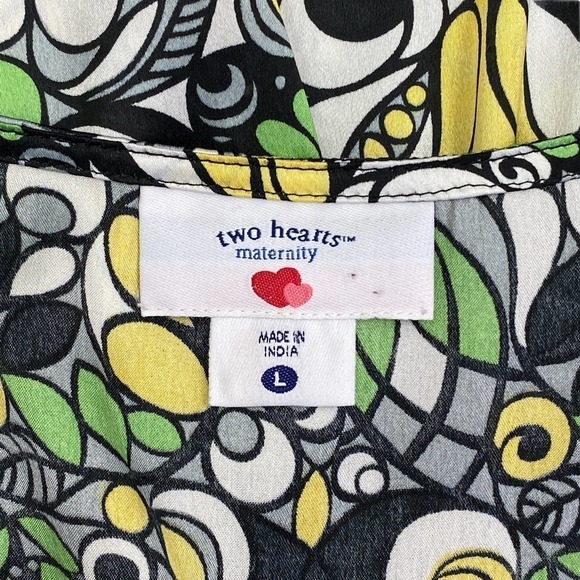 two hearts™
maternity
MADE IN
INDIA
L